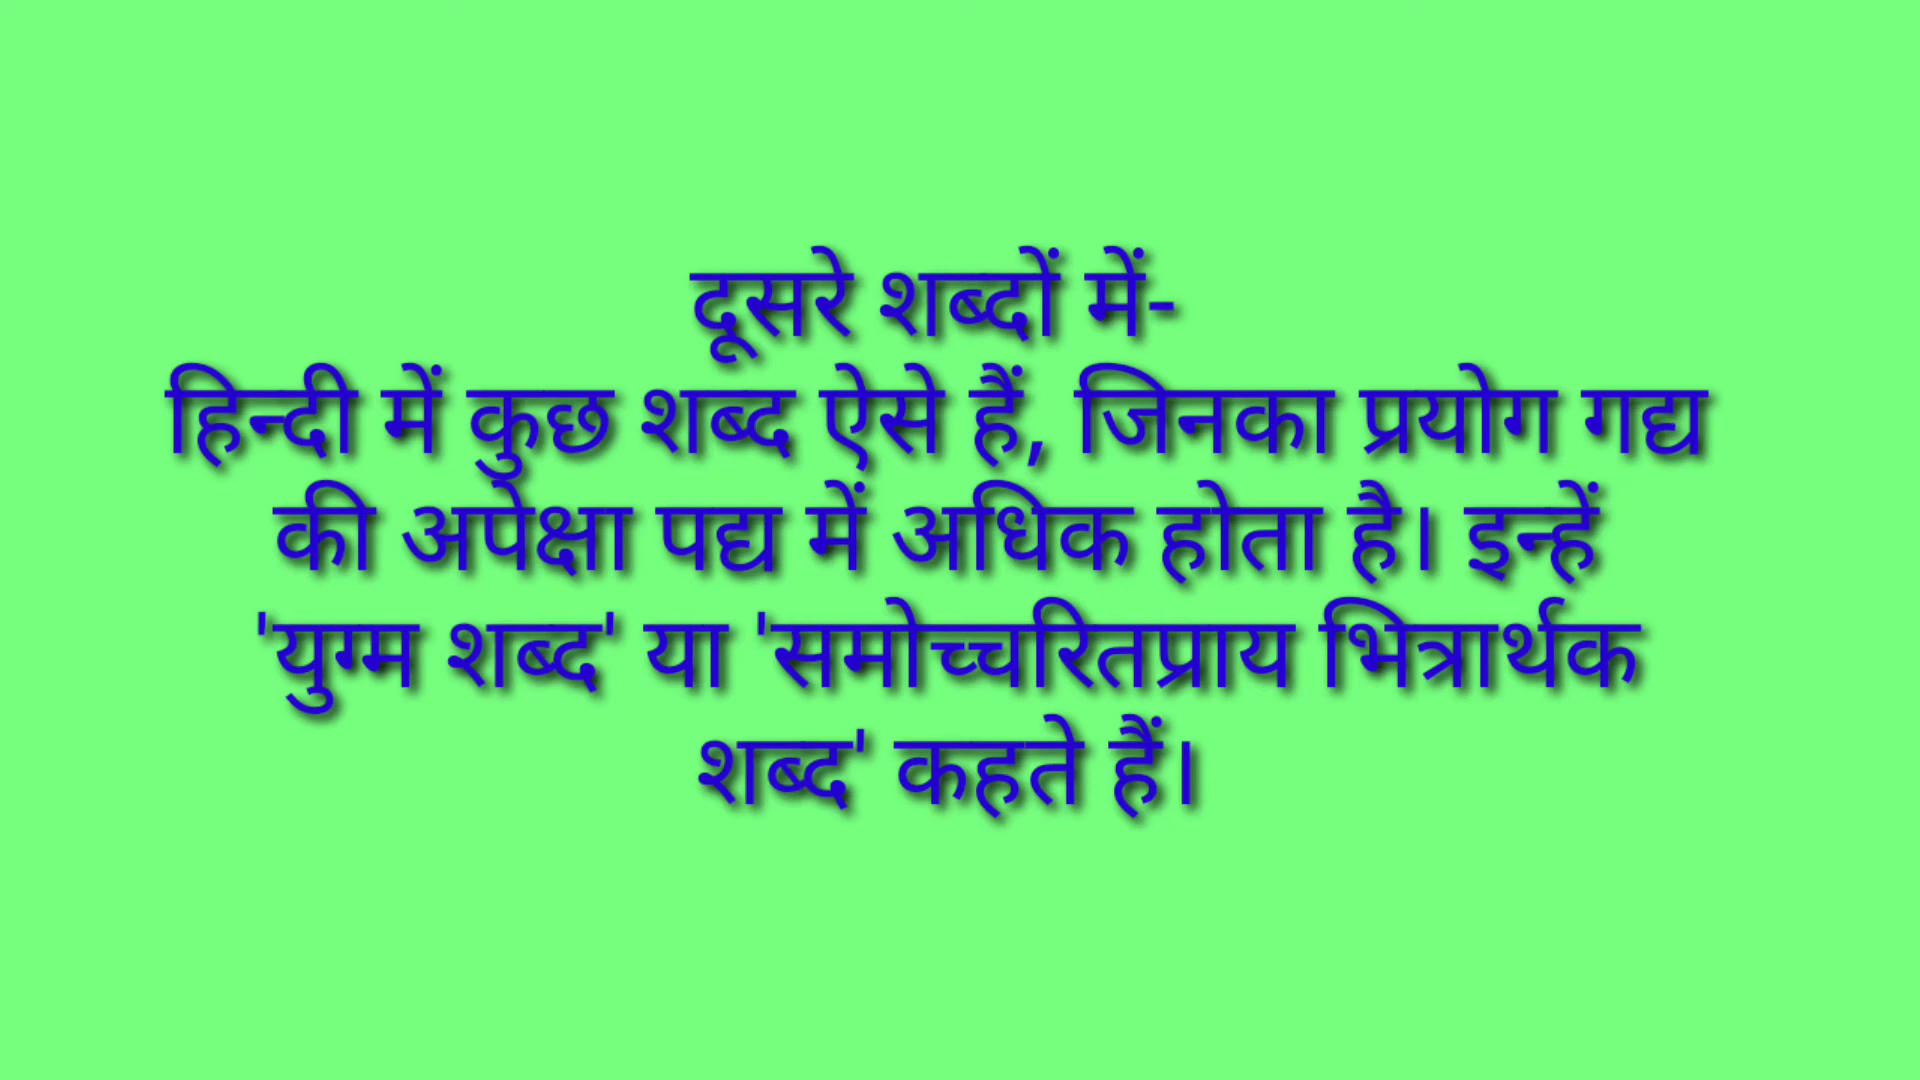 दूसरे शब्दों में-
हिन्दी में कुछ शब्द ऐसे हैं, जिनका प्रयोग गद्य
की अपेक्षा पद्य में अधिक होता है। इन्हें
'युग्म शब्द' या 'समोच्चरितप्राय भित्रार्थक
शब्द' कहते हैं।